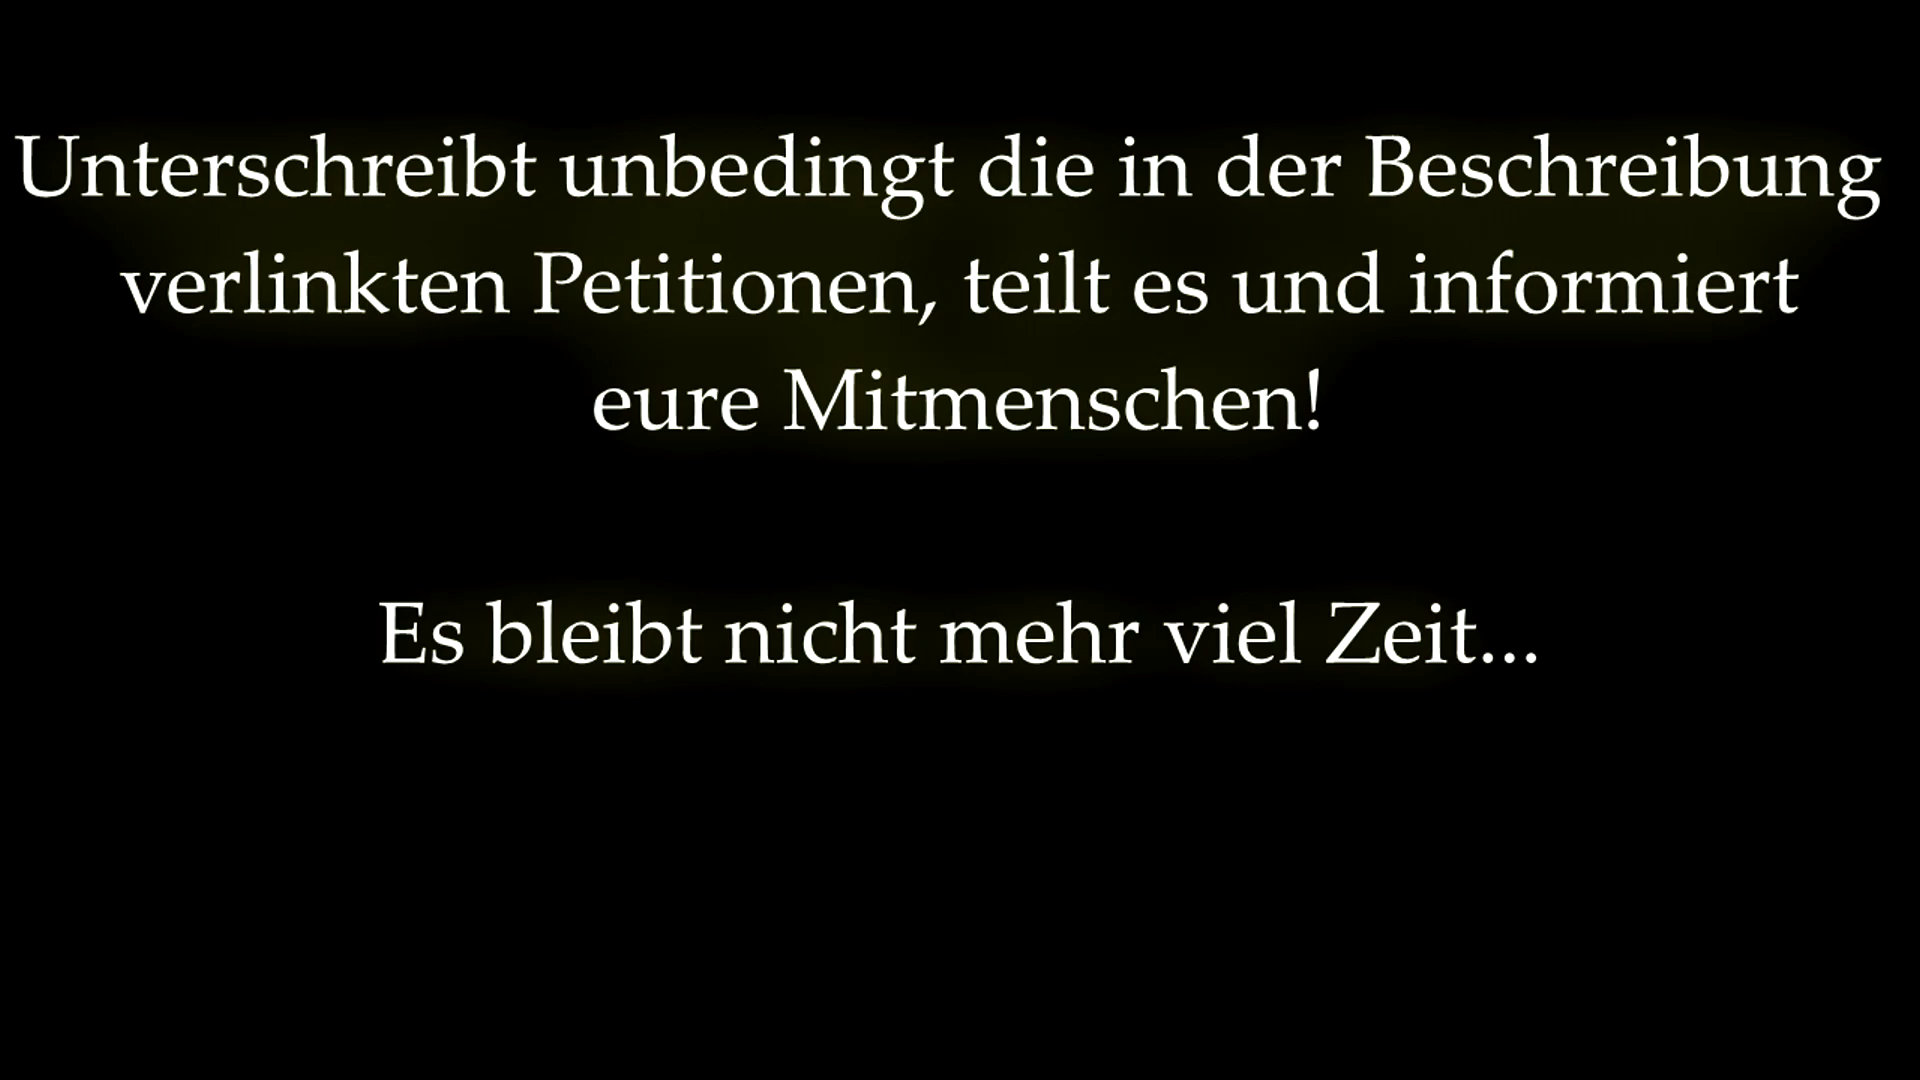 Unterschreibt unbedingt die in der Beschreibung
verlinkten Petitionen, teilt es und informiert
eure Mitmenschen!
Es bleibt nicht mehr viel Zeit...